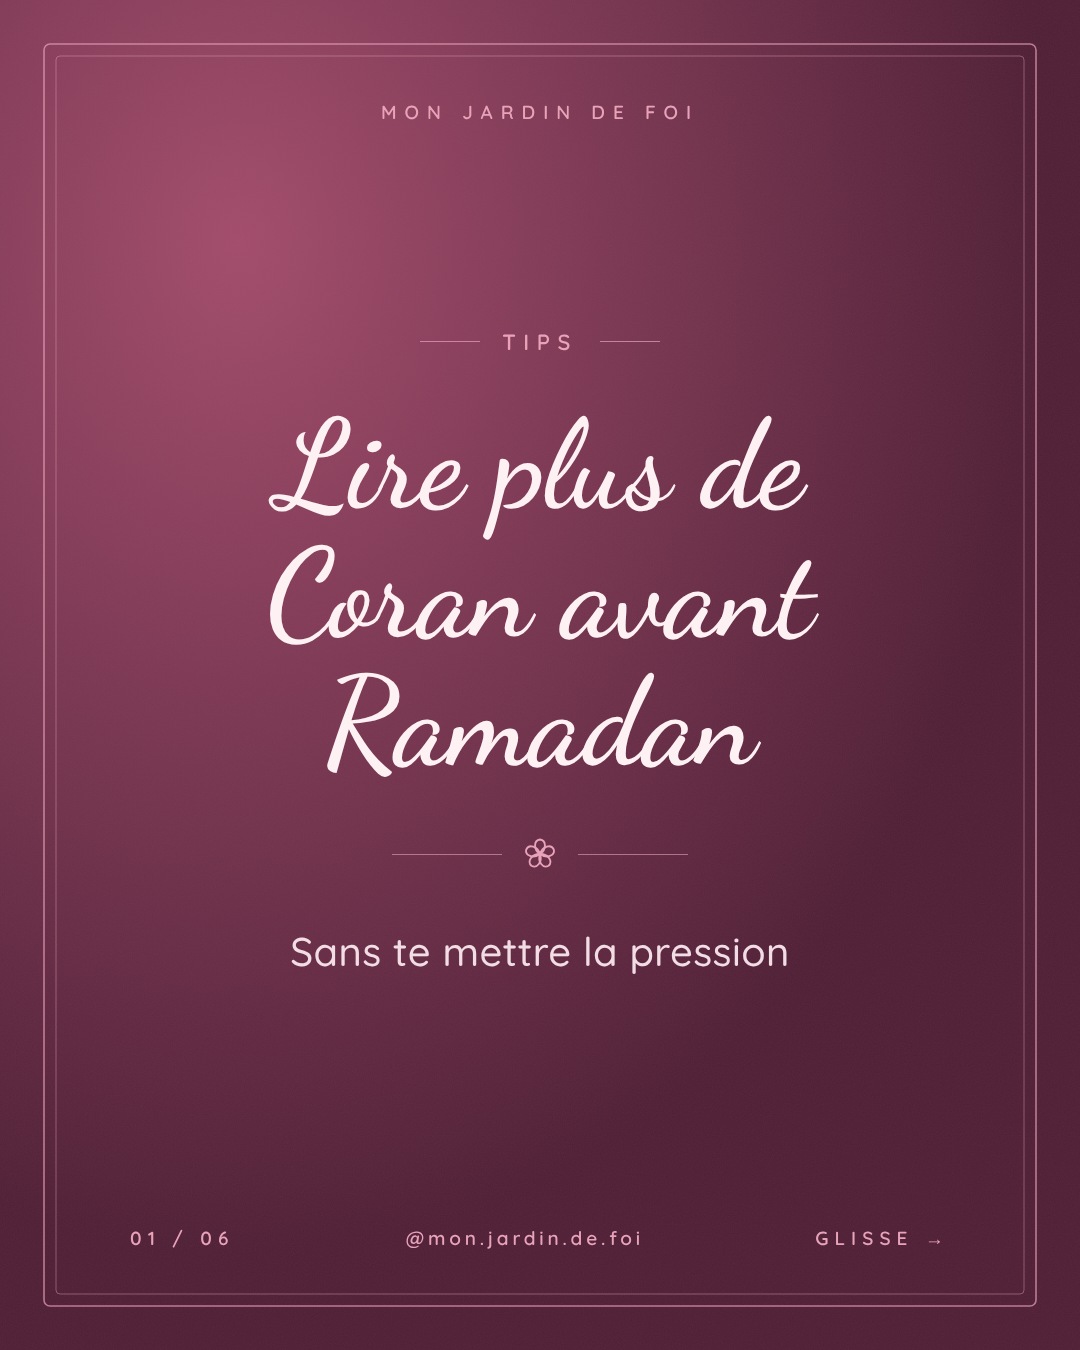 MON JARDIN DE FOI
TIPS
Lire plus de
Coran avant
Ramadan
Sans te mettre la pression
01 / 06
@mon.jardin.de.foi
GLISSE →